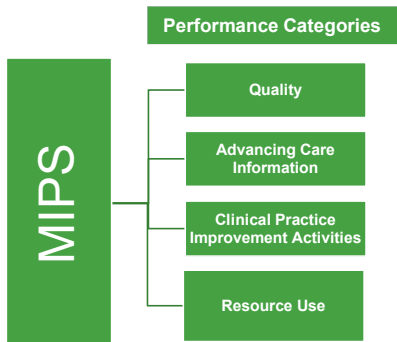 Performance Categories
MIPS
Quality
Advancing Care
Information
Clinical Practice
Improvement Activities
Resource Use